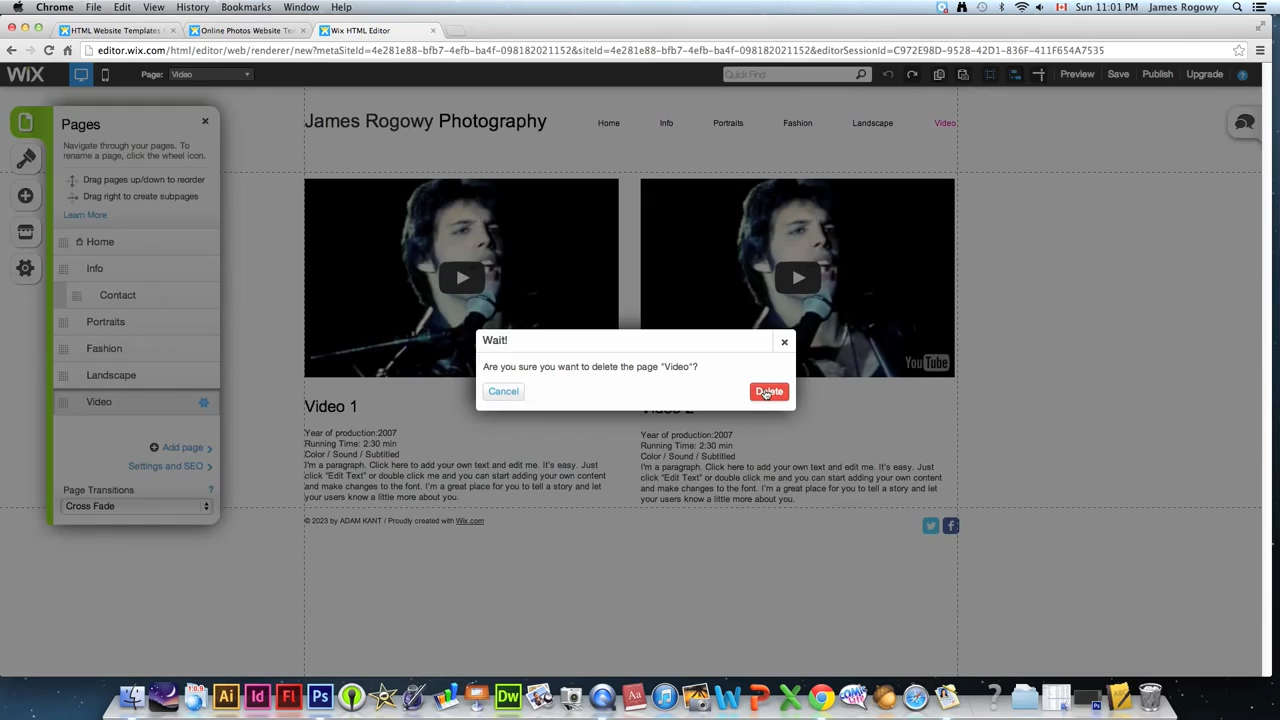 Chrome File Edit View History Bookmarks Window Help Sun 11:01 PM James Rogowy
HTML Website Templates Online Photos Website Tem Wix HTML Editor
editor.wix.com/html/editor/web/renderer/new?metaSiteId=4e281e88-bfb7-4efb-ba4f-098182021152&siteId=4e281e88-bfb7-4efb-ba4f-098182021152&editorSessionId=C972E98D-9528-42D1-836F-411F654A7535
WiX Page: Video Quick Find Preview Save Publish Upgrade ?
Pages
Navigate through your pages. To
rename a page, click the wheel icon.
Drag pages up/down to reorder
Drag right to create subpages
Learn More
Home
Info
Contact
Portraits
Fashion
Landscape
Video
Add page
Settings and SEO
Page Transitions ?
Cross Fade
James Rogowy Photography
Home Info Portraits Fashion Landscape Video
YouTube
Wait!
Are you sure you want to delete the page "Video"?
Cancel Delete
Video 1
Year of production:2007
Running Time: 2:30 min
Color / Sound / Subtitled
I'm a paragraph. Click here to add your own text and edit me. It's easy. Just
click "Edit Text" or double click me and you can start adding your own content
and make changes to the font. I'm a great place for you to tell a story and let
your users know a little more about you.
Video 2
Year of production:2007
Running Time: 2:30 min
Color / Sound / Subtitled
I'm a paragraph. Click here to add your own text and edit me. It's easy. Just
click "Edit Text" or double click me and you can start adding your own content
and make changes to the font. I'm a great place for you to tell a story and let
your users know a little more about you.
© 2023 by ADAM KANT / Proudly created with Wix.com
Ai Id Fl Ps Dw Aa